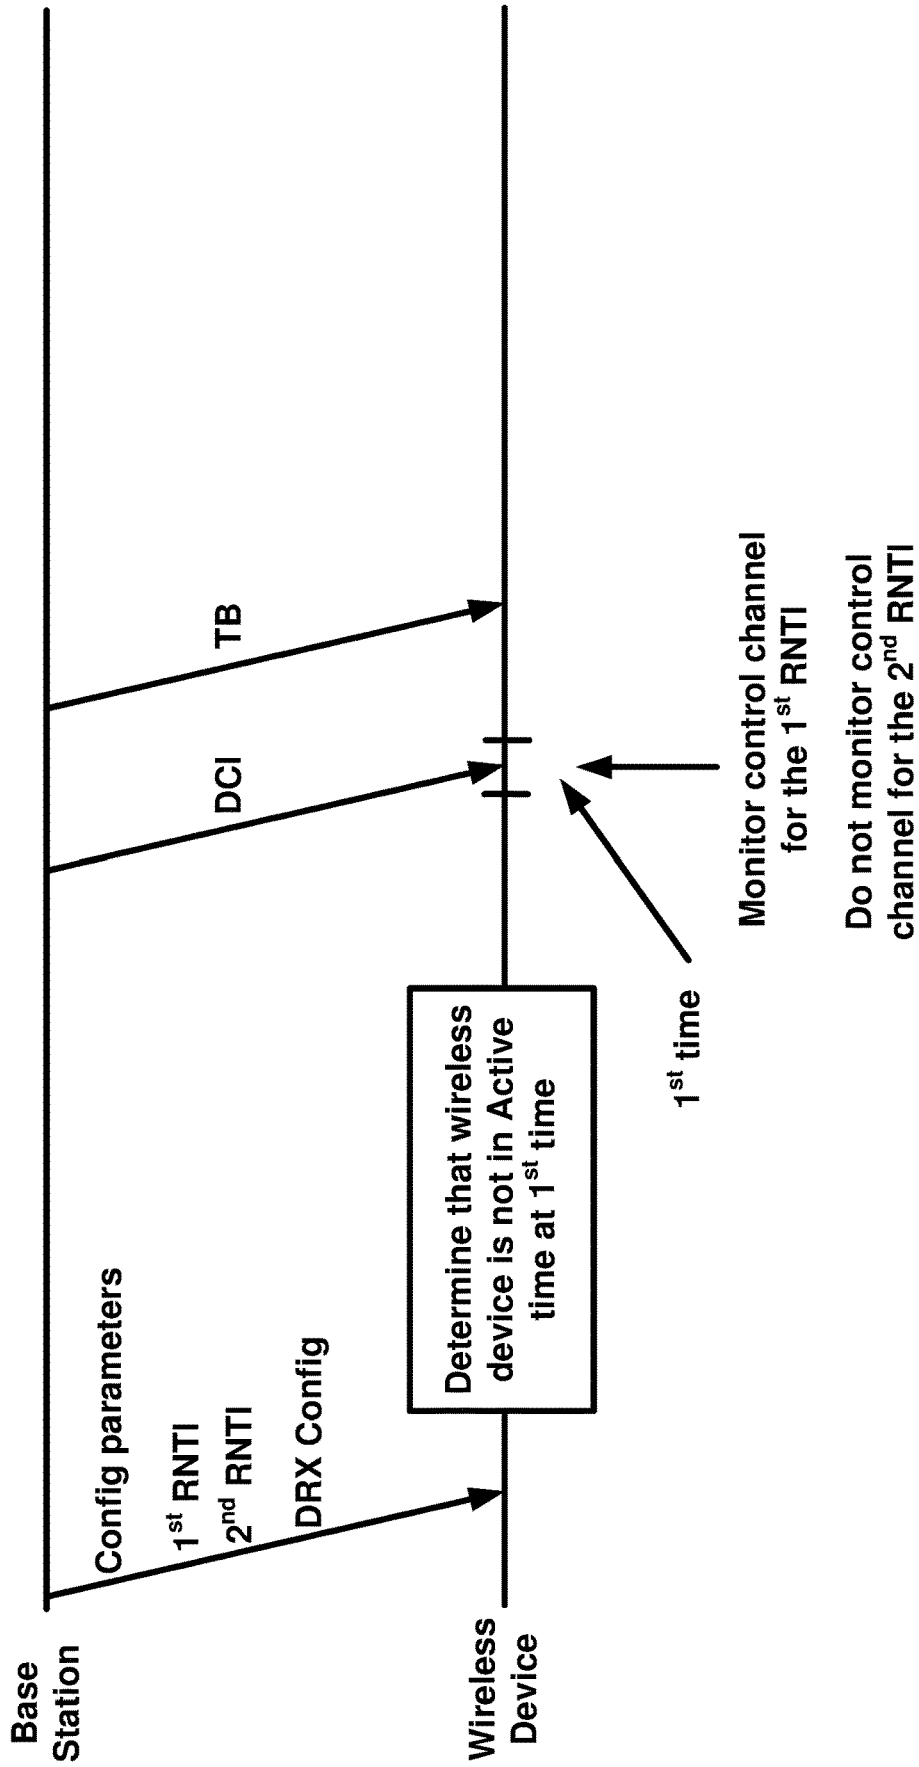 Base
Station
Config parameters
1st RNTI
2nd RNTI
DRX Config
DCI
TB
Wireless
Device
Determine that wireless
device is not in Active
time at 1st time
1st time
Monitor control channel
for the 1st RNTI
Do not monitor control
channel for the 2nd RNTI